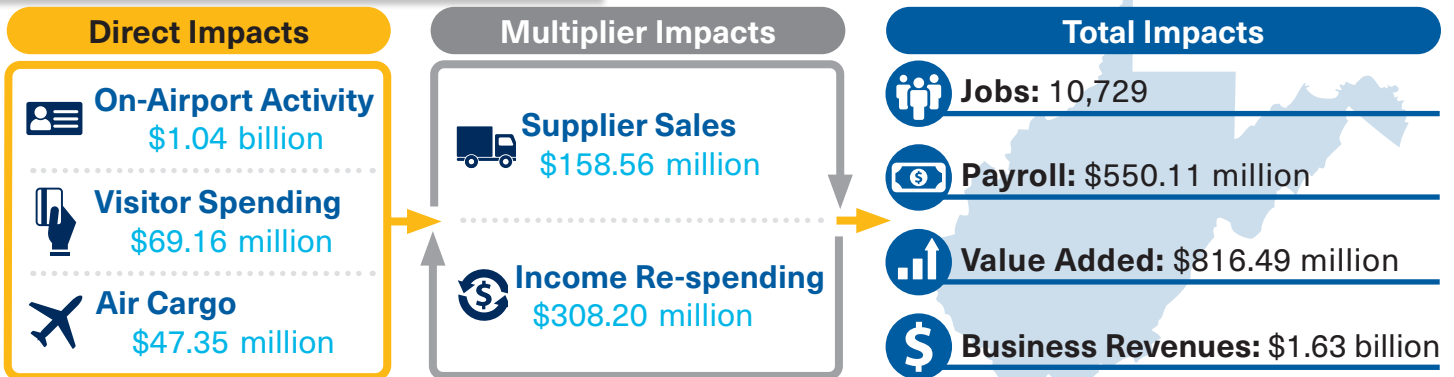 Direct Impacts
On-Airport Activity
$1.04 billion
Visitor Spending
$69.16 million
Air Cargo
$47.35 million
Multiplier Impacts
Supplier Sales
$158.56 million
Income Re-spending
$308.20 million
Total Impacts
Jobs: 10,729
Payroll: $550.11 million
Value Added: $816.49 million
Business Revenues: $1.63 billion